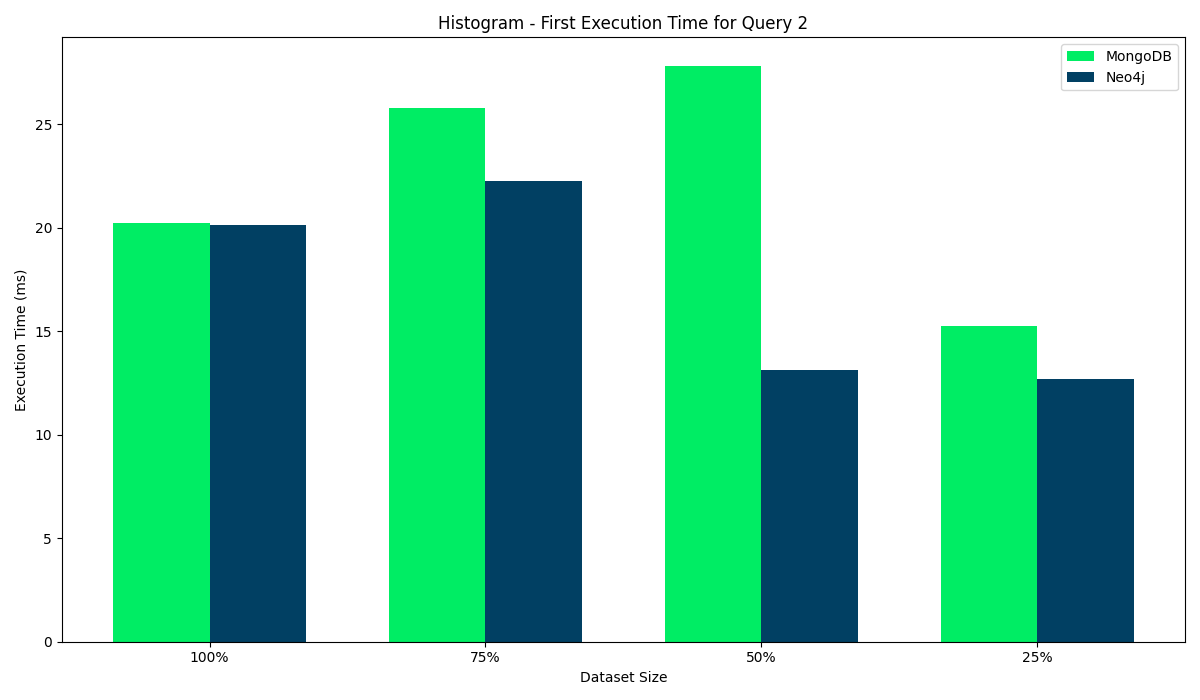 Histogram - First Execution Time for Query 2
MongoDB
Neo4j
Execution Time (ms)
25
20
15
10
5
0
100%
75%
50%
25%
Dataset Size